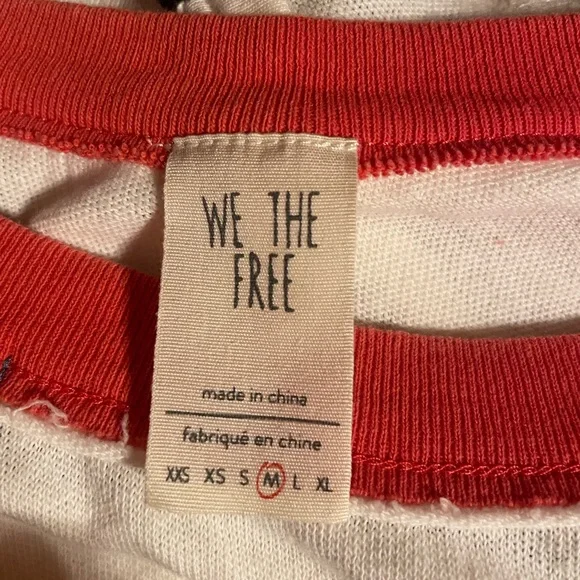 WE THE
FREE
made in china
fabriqué en chine
XXS XS S M L XL